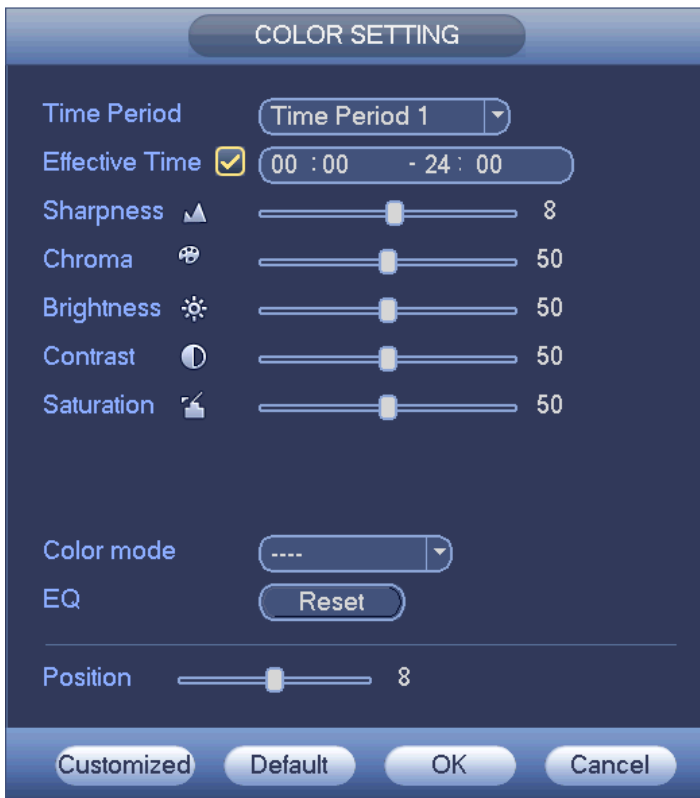 COLOR SETTING
Time Period Time Period 1
Effective Time 00 :00 - 24 : 00
Sharpness 8
Chroma 50
Brightness 50
Contrast 50
Saturation 50
Color mode ----
EQ Reset
Position 8
Customized Default OK Cancel